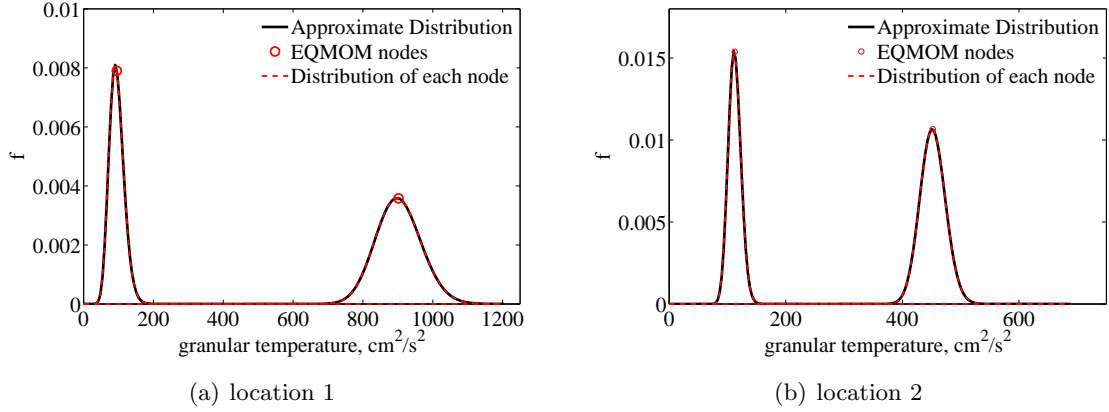 0.01
0.008
0.006
0.004
0.002
0
f
Approximate Distribution
EQMOM nodes
Distribution of each node
0 200 400 600 800 1000 1200
granular temperature, cm²/s²
(a) location 1
0.015
0.01
0.005
0
f
Approximate Distribution
EQMOM nodes
Distribution of each node
0 200 400 600
granular temperature, cm²/s²
(b) location 2